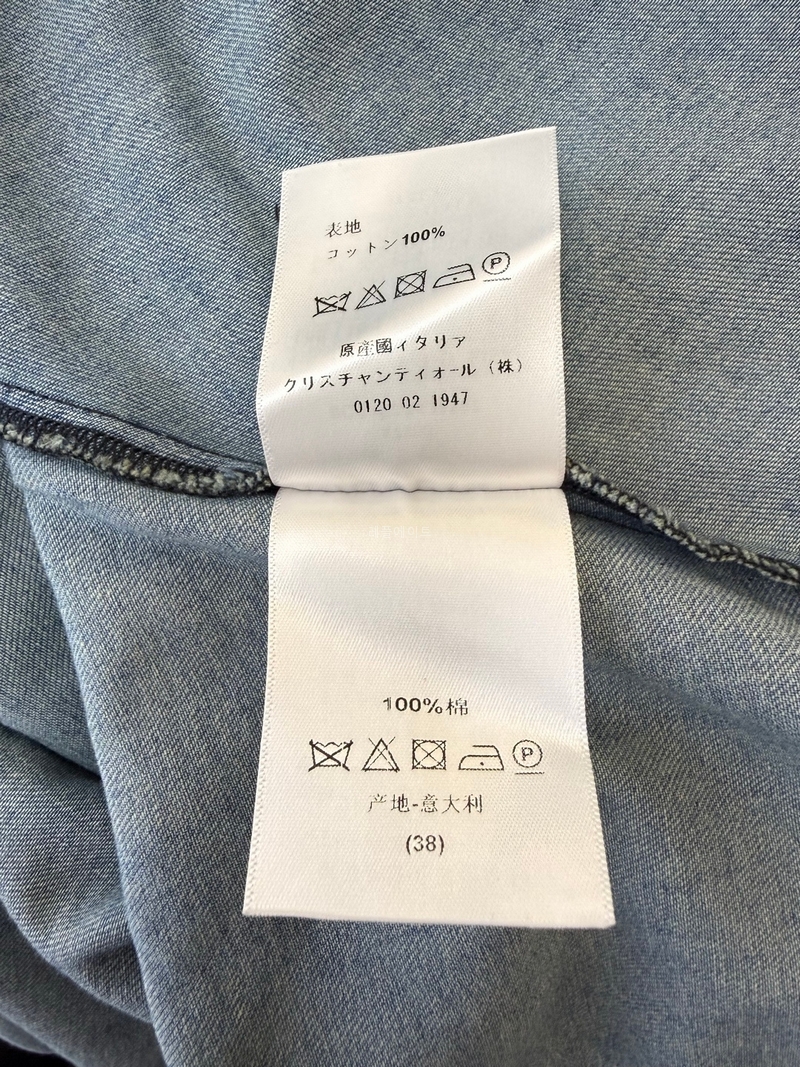 表地
コットン100%
P
原産國イタリア
クリスチャンディオール（株）
0120 02 1947
100%棉
P
产地-意大利
(38)